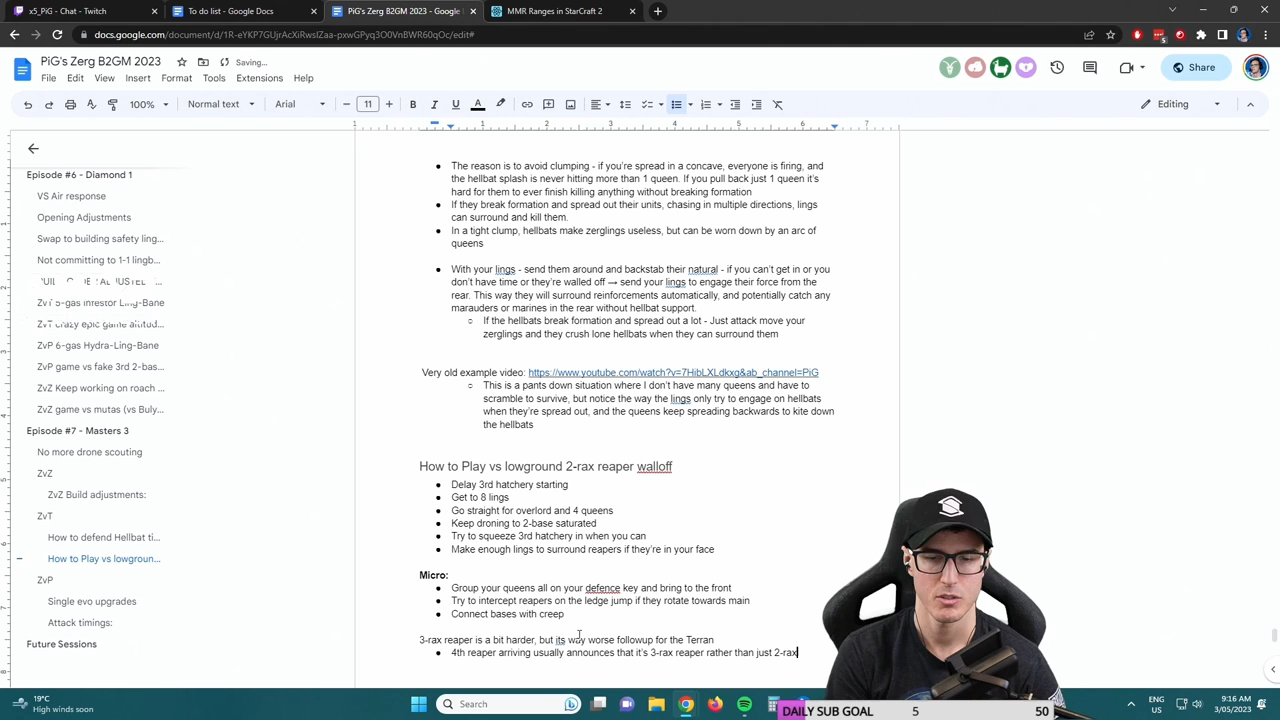 x5_PiG - Chat - Twitch
To do list - Google Docs
PiG's Zerg B2GM 2023 - Google
MMR Ranges in StarCraft 2
docs.google.com/document/d/1R-eYKP7GUjrAcXiRwsIZaa-pxwGPyq3O0VnBWR60qOc/edit#
PiG's Zerg B2GM 2023
Saving...
File Edit View Insert Format Tools Extensions Help
Share
100%
Normal text
Arial
11
Editing
1 1 2 3 4 5 6 7
Episode #6 - Diamond 1
VS Air response
Opening Adjustments
Swap to building safety ling...
Not committing to 1-1 lingb...
ZvT 5-gas Infestor Ling-Bane
ZvT crazy epic game altitud...
ZvP 6-gas Hydra-Ling-Bane
ZvP game vs fake 3rd 2-bas...
ZvZ Keep working on roach ...
ZvZ game vs mutas (vs Buly...
Episode #7 - Masters 3
No more drone scouting
ZvZ
ZvZ Build adjustments:
ZvT
How to defend Hellbat ti...
How to Play vs lowgroun...
ZvP
Single evo upgrades
Attack timings:
Future Sessions
The reason is to avoid clumping - if you're spread in a concave, everyone is firing, and
the hellbat splash is never hitting more than 1 queen. If you pull back just 1 queen it's
hard for them to ever finish killing anything without breaking formation
If they break formation and spread out their units, chasing in multiple directions, lings
can surround and kill them.
In a tight clump, hellbats make zerglings useless, but can be worn down by an arc of
queens
With your lings - send them around and backstab their natural - if you can't get in or you
don't have time or they're walled off → send your lings to engage their force from the
rear. This way they will surround reinforcements automatically, and potentially catch any
marauders or marines in the rear without hellbat support.
If the hellbats break formation and spread out a lot - Just attack move your
zerglings and they crush lone hellbats when they can surround them
Very old example video: https://www.youtube.com/watch?v=7HibLXLdkxg&ab_channel=PiG
This is a pants down situation where I don't have many queens and have to
scramble to survive, but notice the way the lings only try to engage on hellbats
when they're spread out, and the queens keep spreading backwards to kite down
the hellbats
How to Play vs lowground 2-rax reaper walloff
Delay 3rd hatchery starting
Get to 8 lings
Go straight for overlord and 4 queens
Keep droning to 2-base saturated
Try to squeeze 3rd hatchery in when you can
Make enough lings to surround reapers if they're in your face
Micro:
Group your queens all on your defence key and bring to the front
Try to intercept reapers on the ledge jump if they rotate towards main
Connect bases with creep
3-rax reaper is a bit harder, but its way worse followup for the Terran
4th reaper arriving usually announces that it's 3-rax reaper rather than just 2-rax
19°C
High winds soon
Search
ENG
US
9:16 AM
3/05/2023
DAILY SUB GOAL 5 50